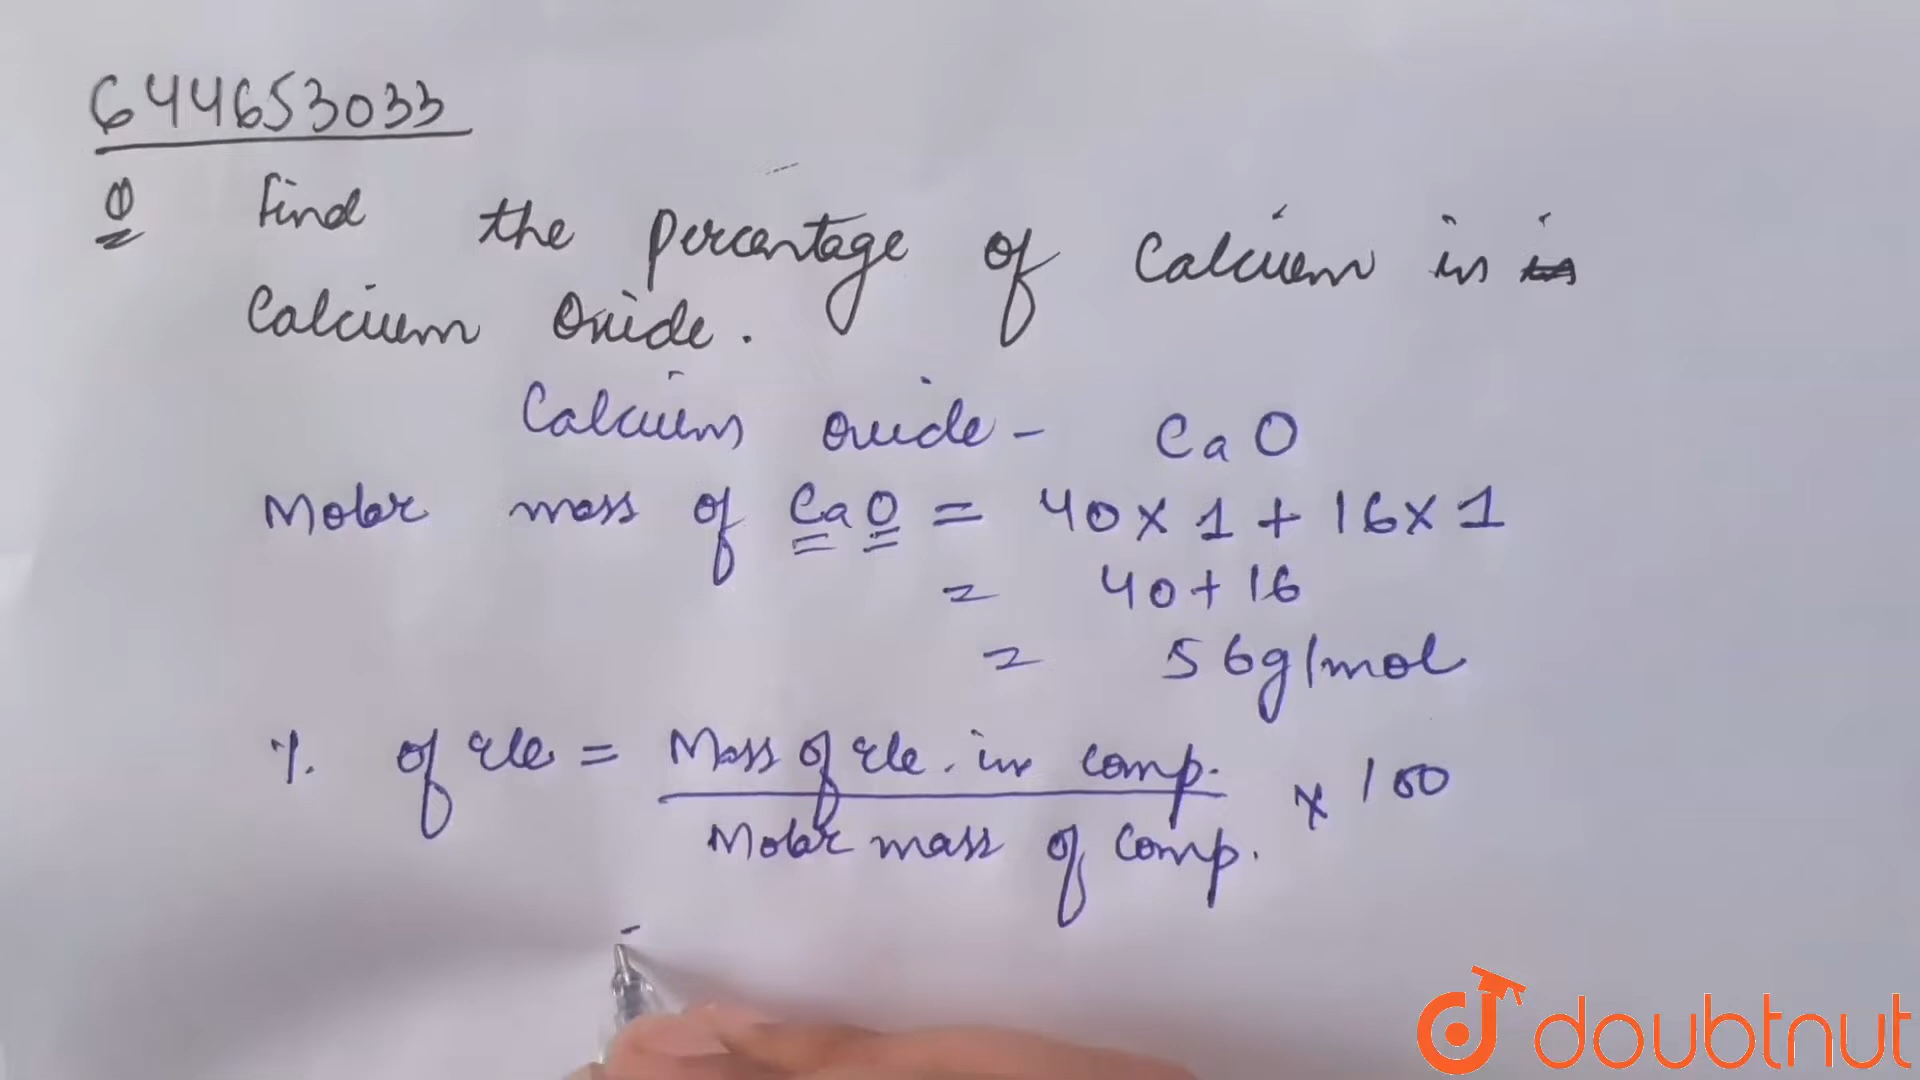 644653033
Q Find the Percentage of Calcium in
Calcium Oxide.
Calcium oxide - CaO
Molar mass of CaO = 40 x 1 + 16 x 1
= 40 + 16
= 56g/mol
% of ele = Mass of ele. in comp. x 100
Molar mass of comp.
=
doubtnut